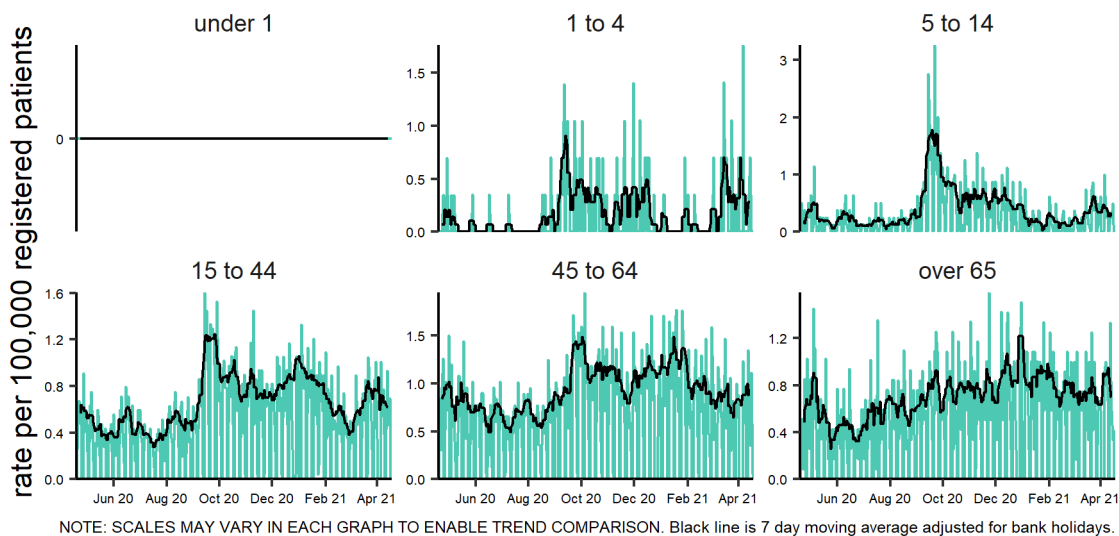 rate per 100,000 registered patients
under 1
0
1 to 4
1.5
1.0
0.5
0.0
5 to 14
3
2
1
0
15 to 44
1.6
1.2
0.8
0.4
0.0
Jun 20 Aug 20 Oct 20 Dec 20 Feb 21 Apr 21
45 to 64
1.5
1.0
0.5
0.0
Jun 20 Aug 20 Oct 20 Dec 20 Feb 21 Apr 21
over 65
1.2
0.8
0.4
0.0
Jun 20 Aug 20 Oct 20 Dec 20 Feb 21 Apr 21
NOTE: SCALES MAY VARY IN EACH GRAPH TO ENABLE TREND COMPARISON. Black line is 7 day moving average adjusted for bank holidays.